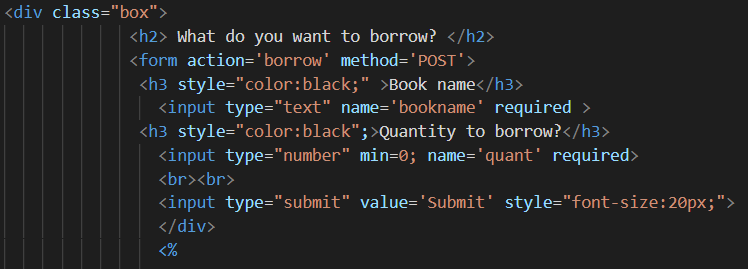 <div class="box">
<h2> What do you want to borrow? </h2>
<form action='borrow' method='POST'>
<h3 style="color:black;" >Book name</h3>
<input type="text" name='bookname' required >
<h3 style="color:black";>Quantity to borrow?</h3>
<input type="number" min=0; name='quant' required>
<br><br>
<input type="submit" value='Submit' style="font-size:20px;">
</div>
<%